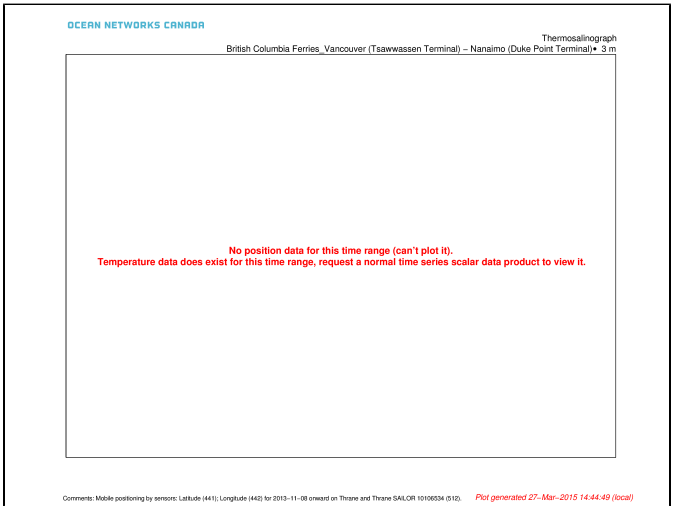 OCEAN NETWORKS CANADA
Thermosalinograph
British Columbia Ferries_Vancouver (Tsawwassen Terminal) − Nanaimo (Duke Point Terminal)• 3 m
No position data for this time range (can't plot it).
Temperature data does exist for this time range, request a normal time series scalar data product to view it.
Comments: Mobile positioning by sensors: Latitude (441); Longitude (442) for 2013−11−08 onward on Thrane and Thrane SAILOR 10106534 (512). Plot generated 27−Mar−2015 14:44:49 (local)